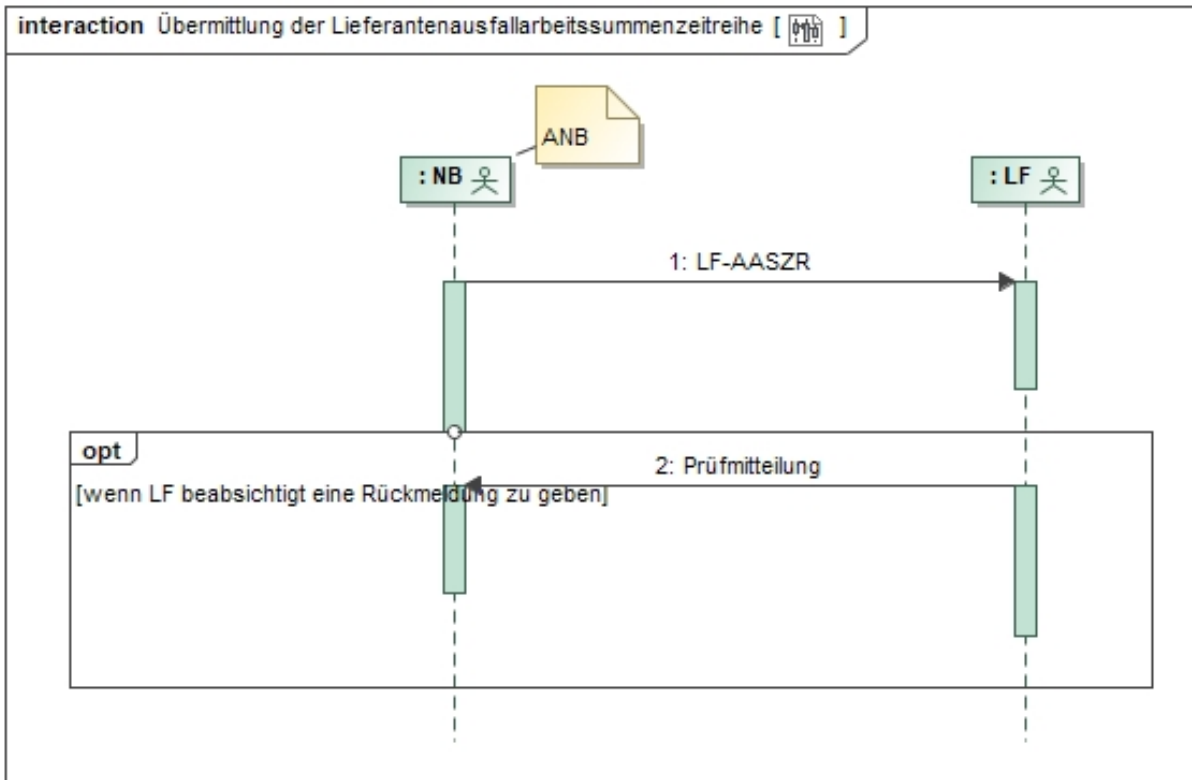 interaction Übermittlung der Lieferantenausfallarbeitssummenzeitreihe [ ]
ANB
: NB
: LF
1: LF-AASZR
opt
2: Prüfmitteilung
[wenn LF beabsichtigt eine Rückmeldung zu geben]